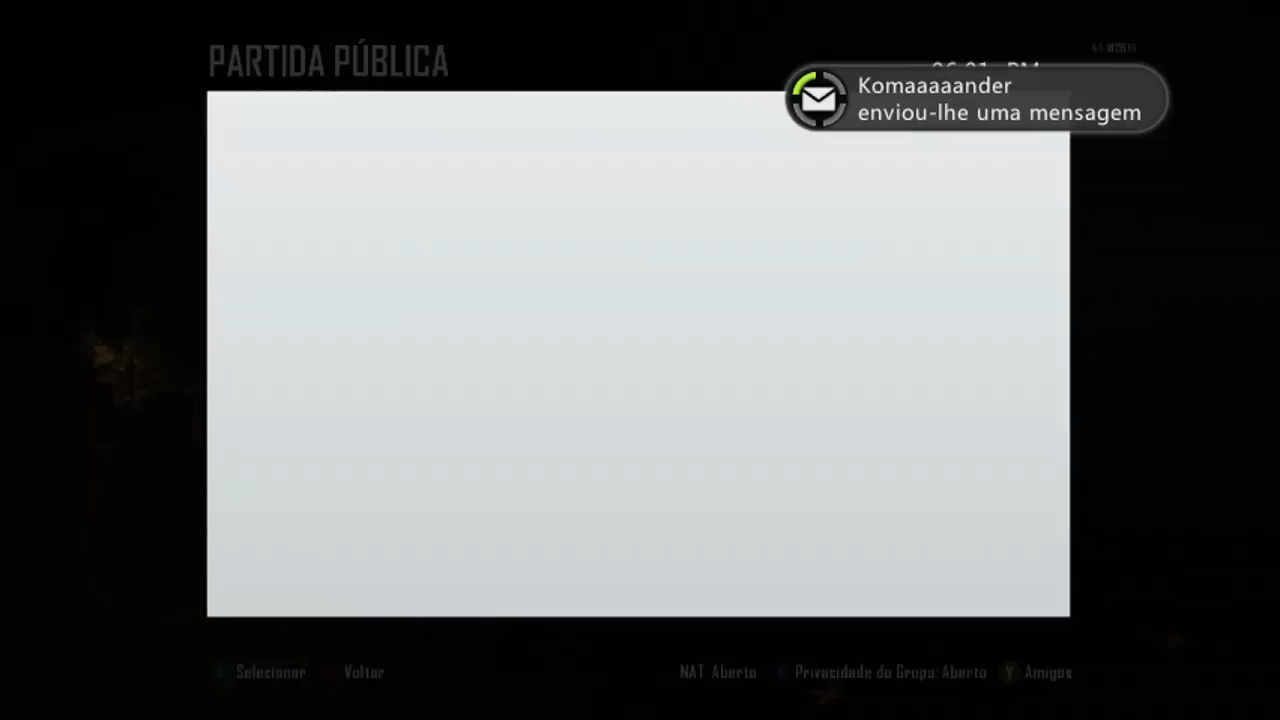 PARTIDA PÚBLICA
Komaaaaander
enviou-lhe uma mensagem
Selecionar Voltar NAT: Aberto Privacidade do Grupo: Aberto Y Amigos